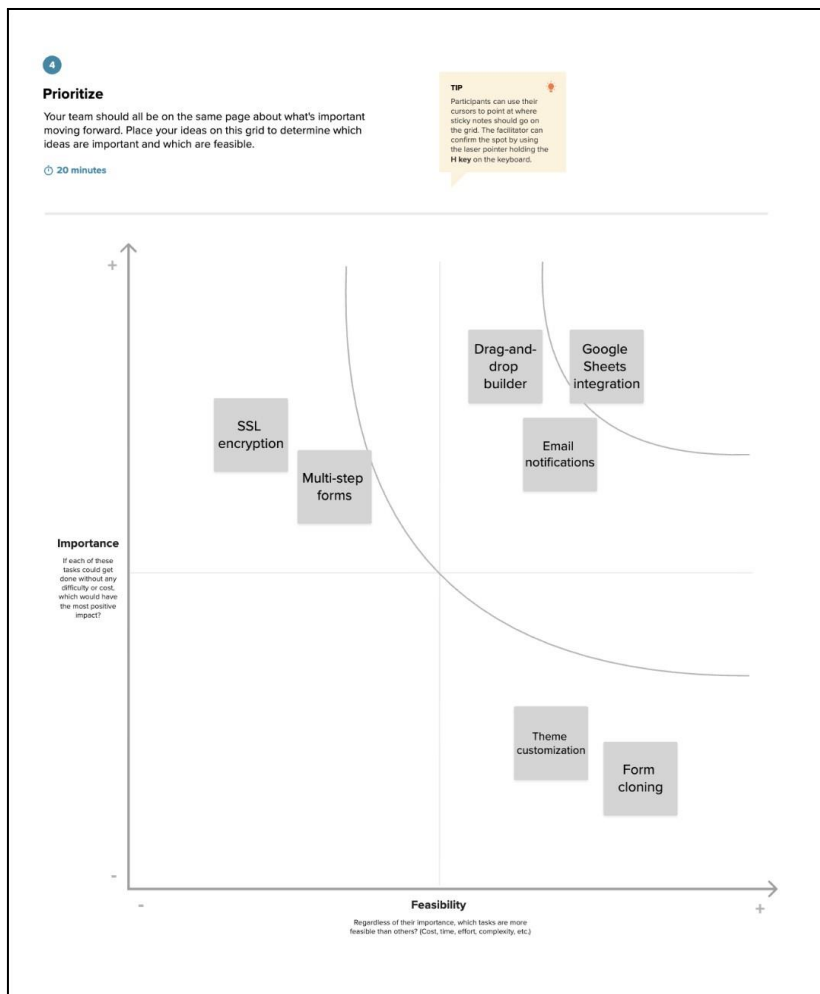 4
Prioritize
Your team should all be on the same page about what's important
moving forward. Place your ideas on this grid to determine which
ideas are important and which are feasible.
20 minutes
TIP
Participants can use their
cursors to point at where
sticky notes should go on
the grid. The facilitator can
confirm the spot by using
the laser pointer holding the
H key on the keyboard.
+
Drag-and-
drop
builder
Google
Sheets
integration
SSL
encryption
Email
notifications
Multi-step
forms
Importance
If each of these
tasks could get
done without any
difficulty or cost,
which would have
the most positive
impact?
Theme
customization
Form
cloning
-
-
Feasibility
+
Regardless of their importance, which tasks are more
feasible than others? (Cost, time, effort, complexity, etc.)